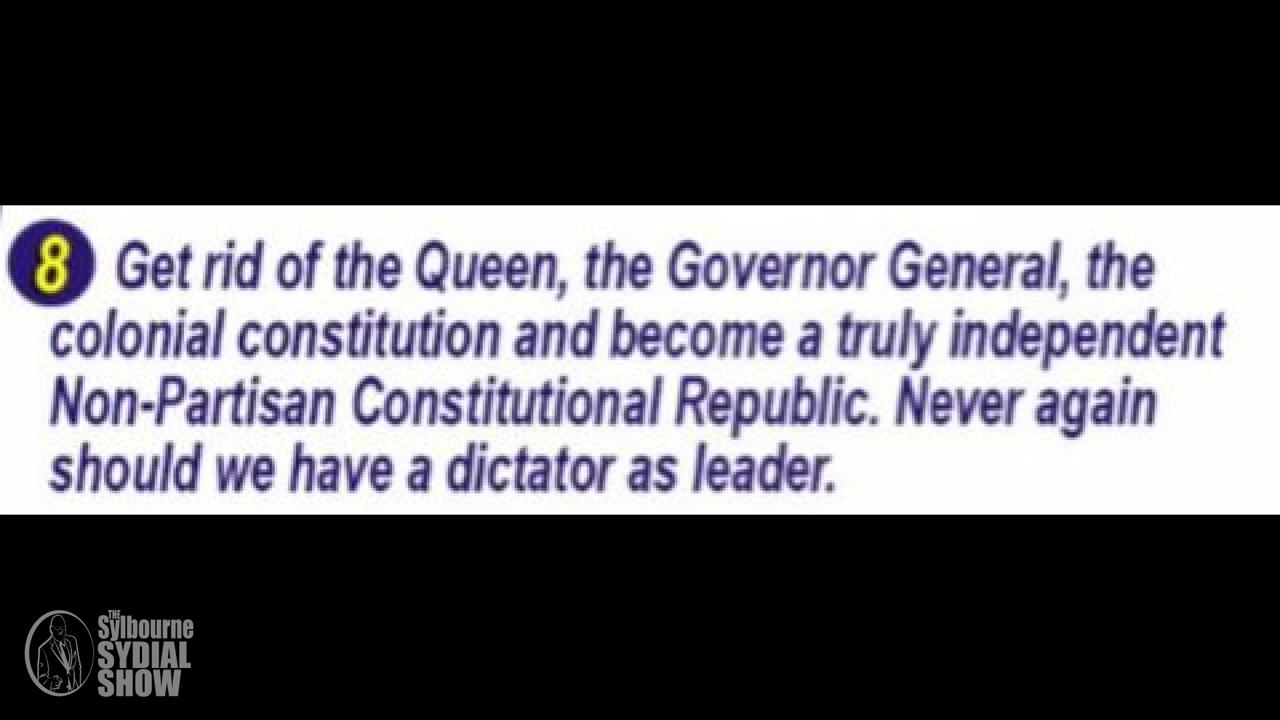 8 Get rid of the Queen, the Governor General, the
colonial constitution and become a truly independent
Non-Partisan Constitutional Republic. Never again
should we have a dictator as leader.
THE
Sylbourne
SYDIAL
SHOW